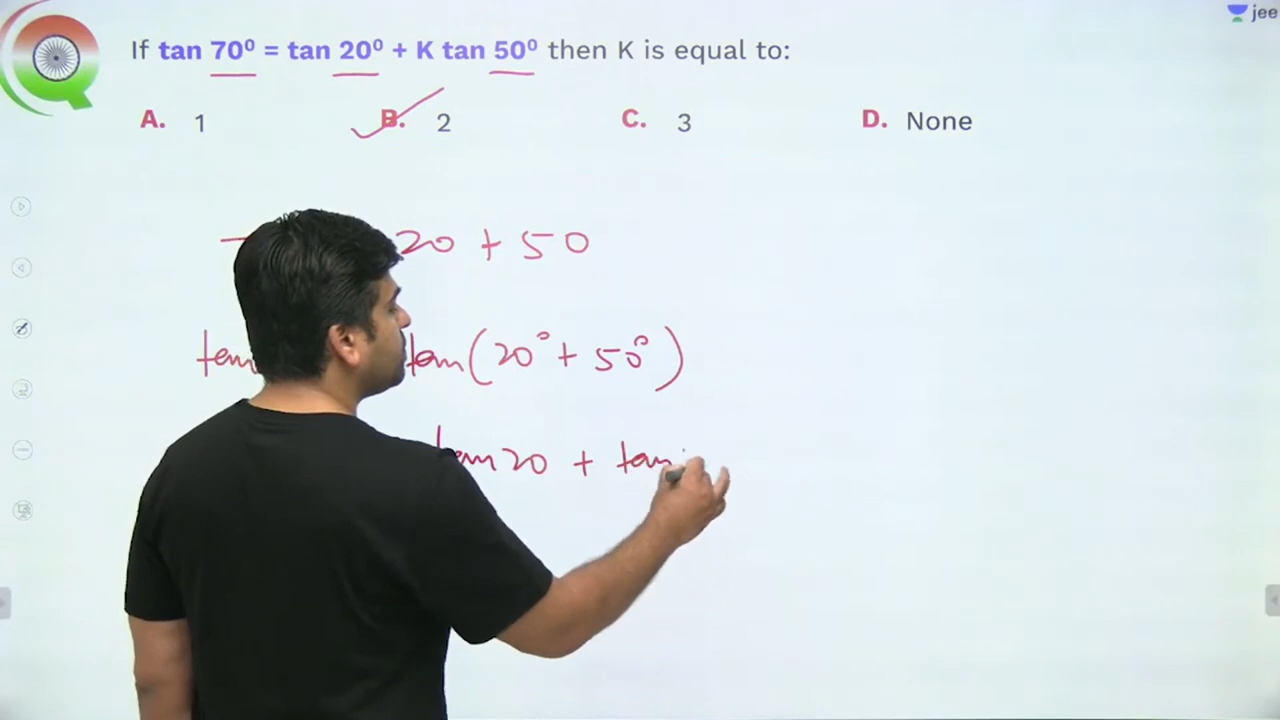 jee
If tan 70⁰ = tan 20⁰ + K tan 50⁰ then K is equal to:
A. 1 B. 2 C. 3 D. None
20 + 50
tan(20° + 50°)
tan 20 + tan